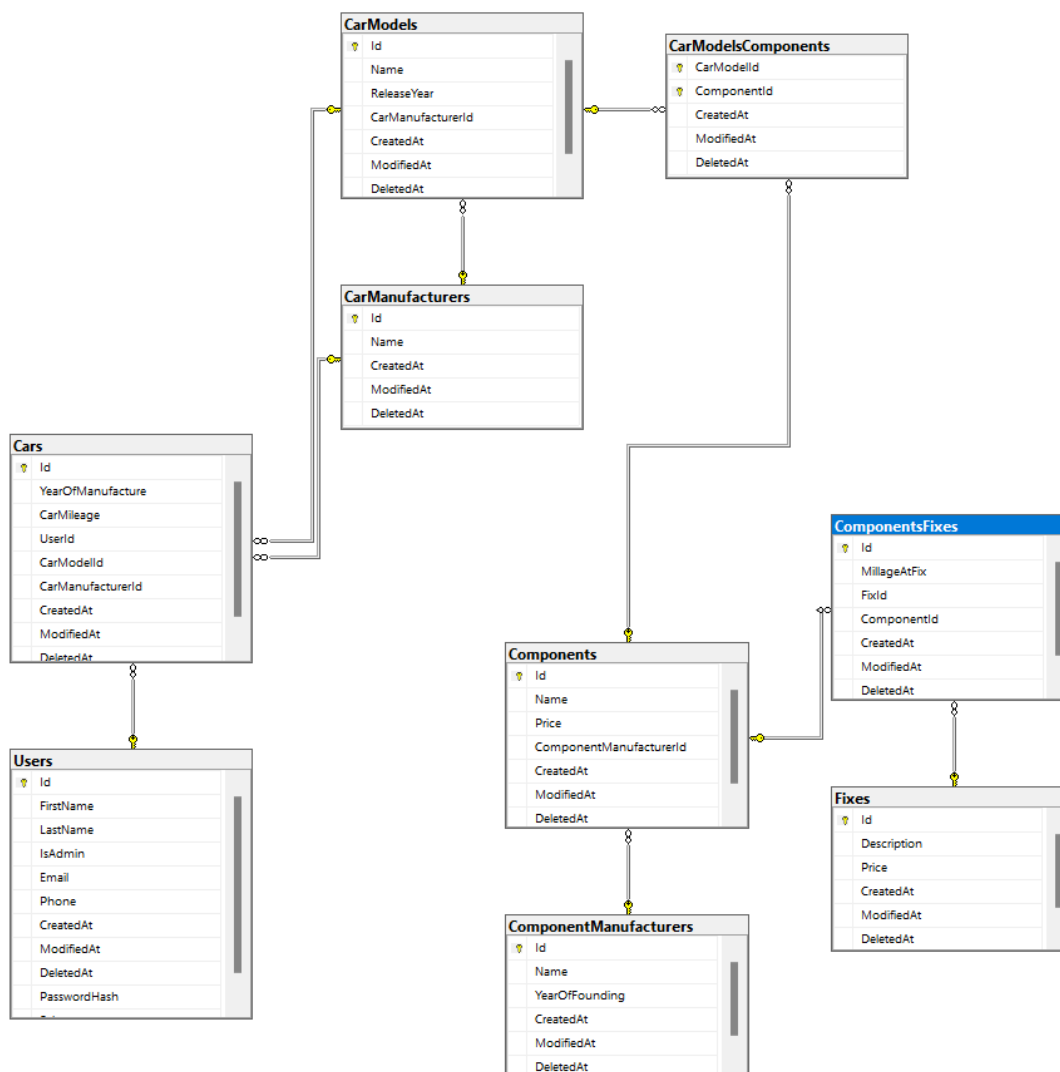 CarModels
Id
Name
ReleaseYear
CarManufacturerId
CreatedAt
ModifiedAt
DeletedAt
CarModelsComponents
CarModelId
ComponentId
CreatedAt
ModifiedAt
DeletedAt
CarManufacturers
Id
Name
CreatedAt
ModifiedAt
DeletedAt
Cars
Id
YearOfManufacture
CarMileage
UserId
CarModelId
CarManufacturerId
CreatedAt
ModifiedAt
DeletedAt
ComponentsFixes
Id
MillageAtFix
FixId
ComponentId
CreatedAt
ModifiedAt
DeletedAt
Components
Id
Name
Price
ComponentManufacturerId
CreatedAt
ModifiedAt
DeletedAt
Users
Id
FirstName
LastName
IsAdmin
Email
Phone
CreatedAt
ModifiedAt
DeletedAt
PasswordHash
Fixes
Id
Description
Price
CreatedAt
ModifiedAt
DeletedAt
ComponentManufacturers
Id
Name
YearOfFounding
CreatedAt
ModifiedAt
DeletedAt